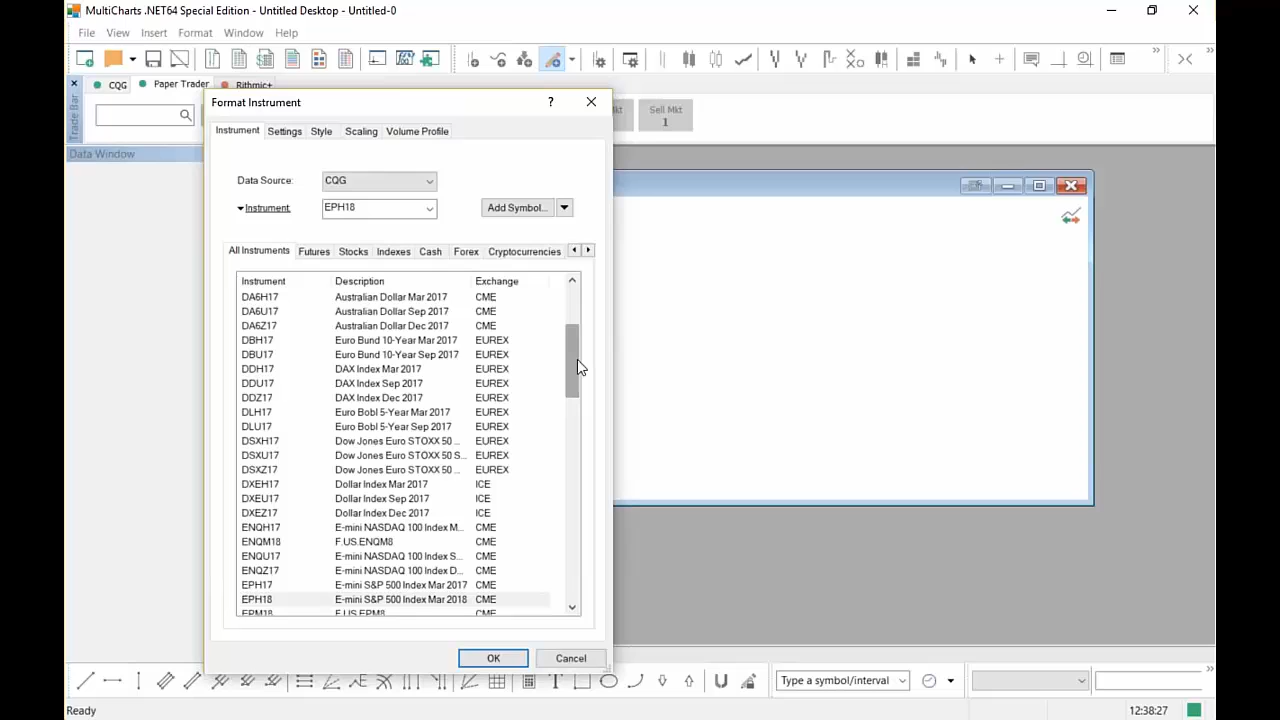 MultiCharts .NET64 Special Edition - Untitled Desktop - Untitled-0
File View Insert Format Window Help
CQG Paper Trader Rithmic+
Trade Bar
Mkt
Sell Mkt
1
Data Window
Format Instrument
Instrument Settings Style Scaling Volume Profile
Data Source: CQG
Instrument: EPH18 Add Symbol...
All Instruments Futures Stocks Indexes Cash Forex Cryptocurrencies
Instrument Description Exchange
DA6H17 Australian Dollar Mar 2017 CME
DA6U17 Australian Dollar Sep 2017 CME
DA6Z17 Australian Dollar Dec 2017 CME
DBH17 Euro Bund 10-Year Mar 2017 EUREX
DBU17 Euro Bund 10-Year Sep 2017 EUREX
DDH17 DAX Index Mar 2017 EUREX
DDU17 DAX Index Sep 2017 EUREX
DDZ17 DAX Index Dec 2017 EUREX
DLH17 Euro Bobl 5-Year Mar 2017 EUREX
DLU17 Euro Bobl 5-Year Sep 2017 EUREX
DSXH17 Dow Jones Euro STOXX 50 ... EUREX
DSXU17 Dow Jones Euro STOXX 50 S... EUREX
DSXZ17 Dow Jones Euro STOXX 50 ... EUREX
DXEH17 Dollar Index Mar 2017 ICE
DXEU17 Dollar Index Sep 2017 ICE
DXEZ17 Dollar Index Dec 2017 ICE
ENQH17 E-mini NASDAQ 100 Index M... CME
ENQM18 F.US.ENQM8 CME
ENQU17 E-mini NASDAQ 100 Index S... CME
ENQZ17 E-mini NASDAQ 100 Index D... CME
EPH17 E-mini S&P 500 Index Mar 2017 CME
EPH18 E-mini S&P 500 Index Mar 2018 CME
EPM18 F.US.EPM8 CME
OK Cancel
Type a symbol/interval
Ready 12:38:27